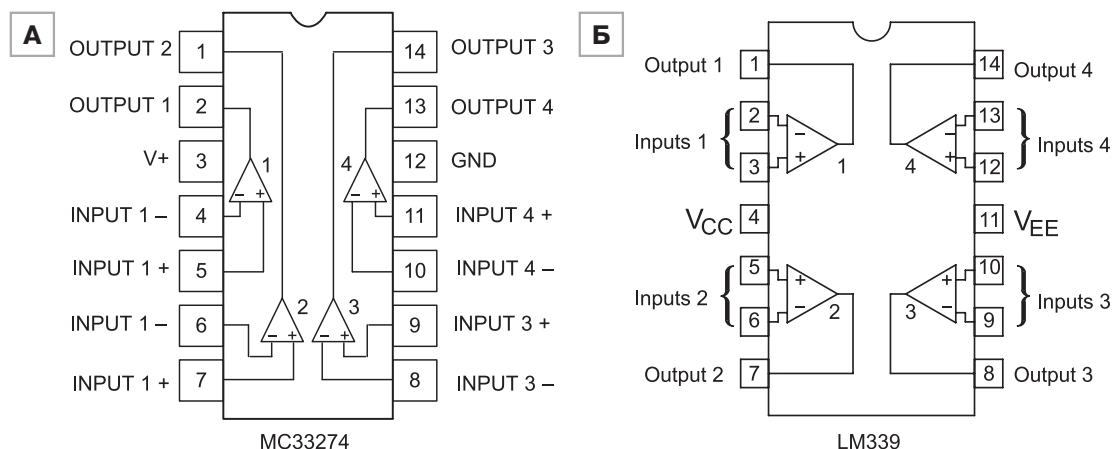 А
OUTPUT 2
1
14
OUTPUT 3
OUTPUT 1
2
13
OUTPUT 4
V+
3
1
4
12
GND
INPUT 1 –
4
– +
– +
11
INPUT 4 +
INPUT 1 +
5
10
INPUT 4 –
INPUT 1 –
6
2
3
9
INPUT 3 +
– +
– +
INPUT 1 +
7
8
INPUT 3 –
MC33274
Б
Output 1
1
14
Output 4
Inputs 1
2
–
–
13
Inputs 4
3
+
1
4
+
12
VCC
4
11
VEE
Inputs 2
5
+
+
10
Inputs 3
6
–
2
3
–
9
Output 2
7
8
Output 3
LM339